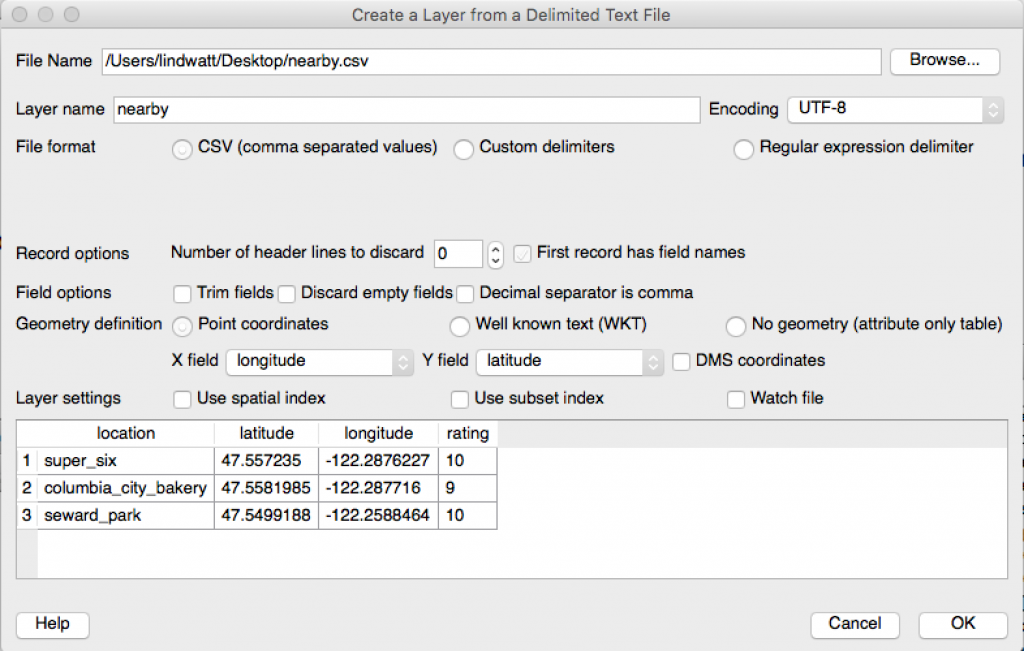 Create a Layer from a Delimited Text File
File Name /Users/lindwatt/Desktop/nearby.csv Browse...
Layer name nearby Encoding UTF-8
File format CSV (comma separated values) Custom delimiters Regular expression delimiter
Record options Number of header lines to discard 0 First record has field names
Field options Trim fields Discard empty fields Decimal separator is comma
Geometry definition Point coordinates Well known text (WKT) No geometry (attribute only table)
X field longitude Y field latitude DMS coordinates
Layer settings Use spatial index Use subset index Watch file
location latitude longitude rating
1 super_six 47.557235 -122.2876227 10
2 columbia_city_bakery 47.5581985 -122.287716 9
3 seward_park 47.5499188 -122.2588464 10
Help Cancel OK